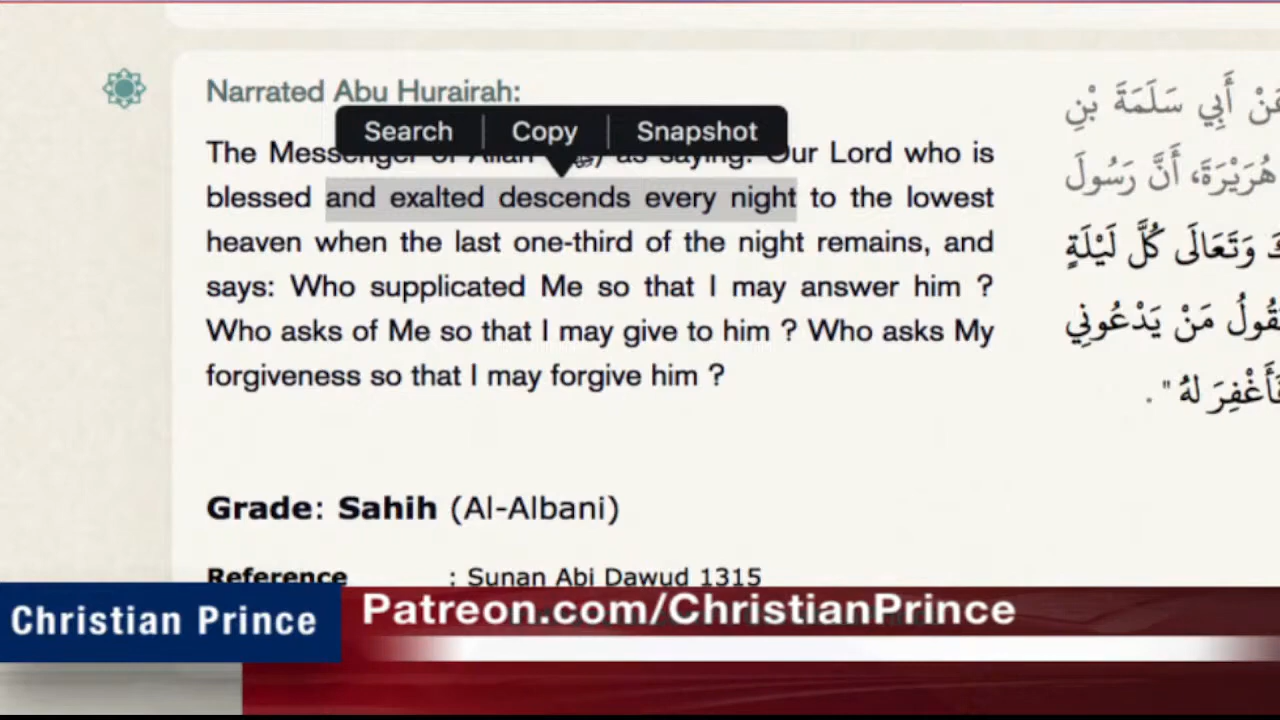 Narrated Abu Hurairah:
Search Copy Snapshot
The Messenger of Allah (ﷺ) as saying: Our Lord who is
blessed and exalted descends every night to the lowest
heaven when the last one-third of the night remains, and
says: Who supplicated Me so that I may answer him ?
Who asks of Me so that I may give to him ? Who asks My
forgiveness so that I may forgive him ?
أَبِي سَلَمَةَ بْنِ
هُرَيْرَةَ، أَنَّ رَسُولَ
وَتَعَالَى كُلَّ لَيْلَةٍ
مَنْ يَدْعُونِي
لَهُ " .
Grade: Sahih (Al-Albani)
Reference : Sunan Abi Dawud 1315
Christian Prince
Patreon.com/ChristianPrince